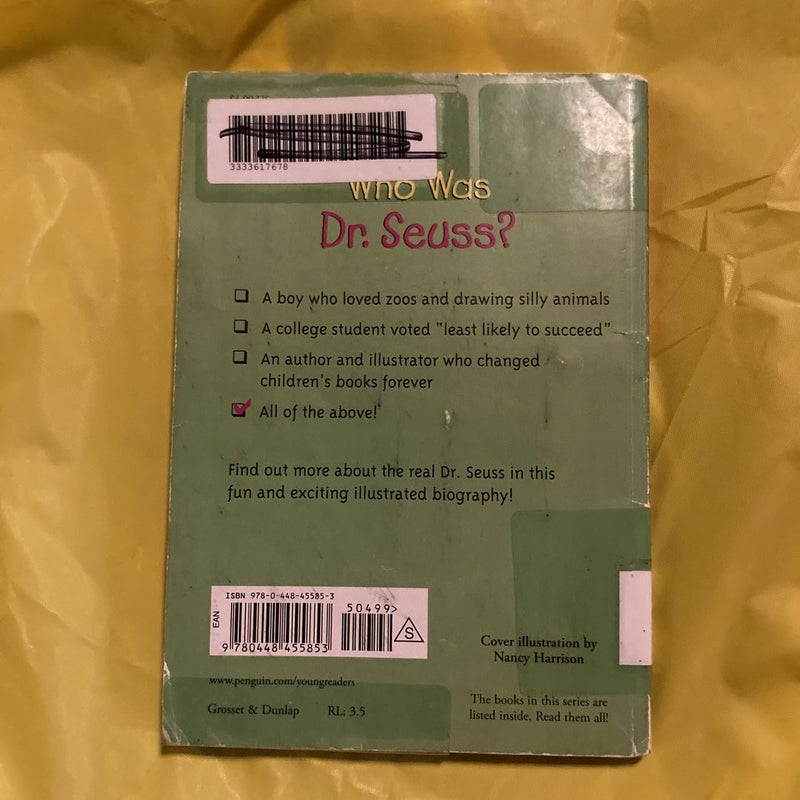 3333617678
Who Was
Dr. Seuss?
A boy who loved zoos and drawing silly animals
A college student voted "least likely to succeed"
An author and illustrator who changed
children's books forever
All of the above!
Find out more about the real Dr. Seuss in this
fun and exciting illustrated biography!
ISBN 978-0-448-45585-3
50499>
EAN
S
9 780448 455853
Cover illustration by
Nancy Harrison
www.penguin.com/youngreaders
Grosset & Dunlap RL: 3.5
The books in this series are
listed inside. Read them all!